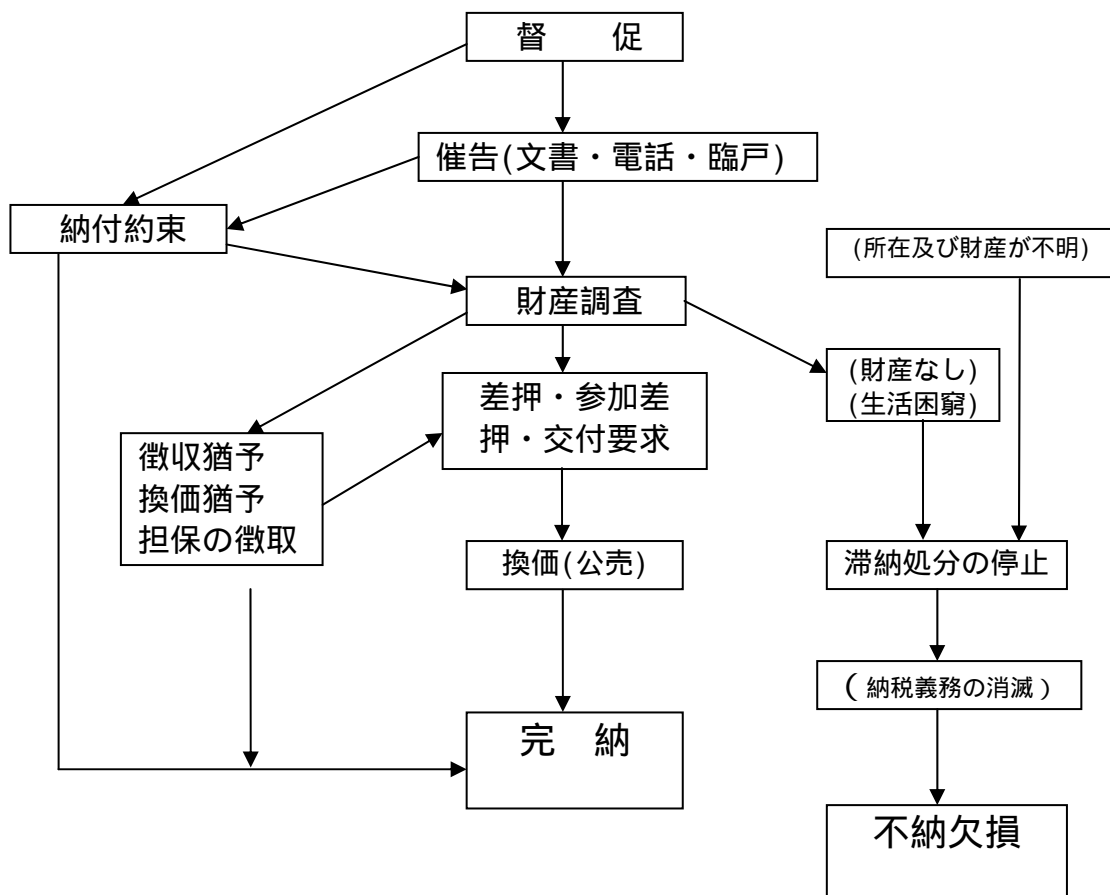 督　　促
催告(文書・電話・臨戸)
納付約束
(所在及び財産が不明)
財産調査
(財産なし)
(生活困窮)
差押・参加差
押・交付要求
徴収猶予
換価猶予
担保の徴取
換価(公売)
滞納処分の停止
(納税義務の消滅)
完　納
不納欠損